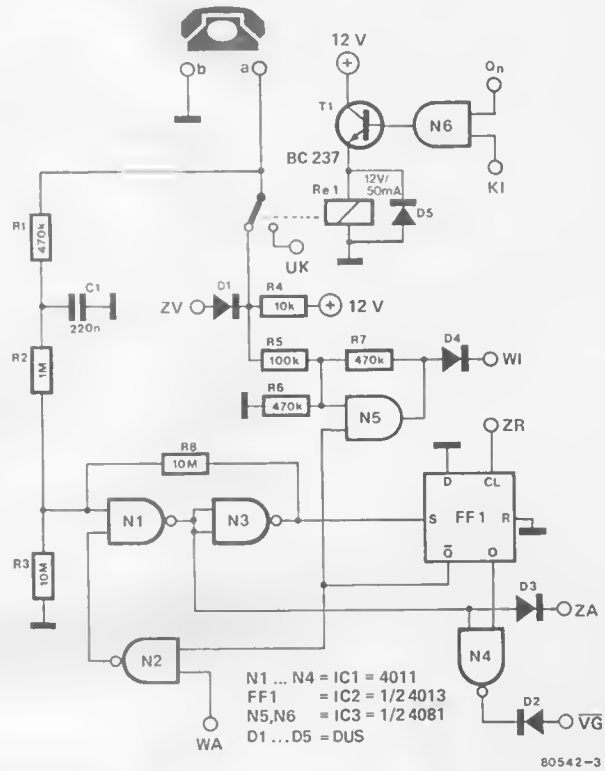 b
a
12 V
T1
BC 237
N6
Qn
KI
R1
470k
C1
220n
R2
1M
R3
10M
Re 1
12V/
50mA
D5
UK
ZV
D1
R4
10k
12 V
R5
100k
R6
470k
R7
470k
D4
WI
N5
R8
10M
N1
N3
N2
WA
ZR
D
CL
S
FF1
R
Q̅
Q
D3
ZA
N4
D2
V̅G̅
N1 ... N4 = IC1 = 4011
FF1 = IC2 = 1/2 4013
N5,N6 = IC3 = 1/2 4081
D1 ... D5 = DUS
80542-3